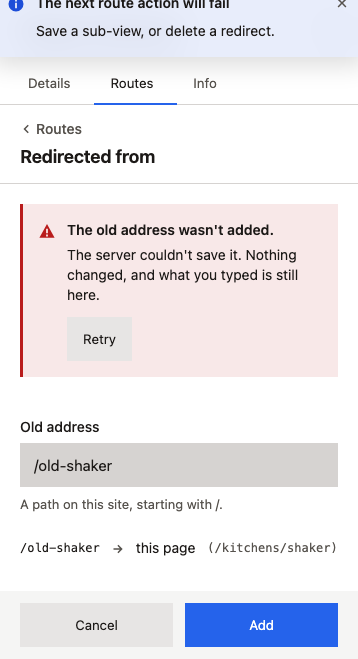 The next route action will fail
Save a sub-view, or delete a redirect.
Details Routes Info
Routes
Redirected from
The old address wasn't added.
The server couldn't save it. Nothing
changed, and what you typed is still
here.
Retry
Old address
/old-shaker
A path on this site, starting with /.
/old-shaker → this page (/kitchens/shaker)
Cancel Add